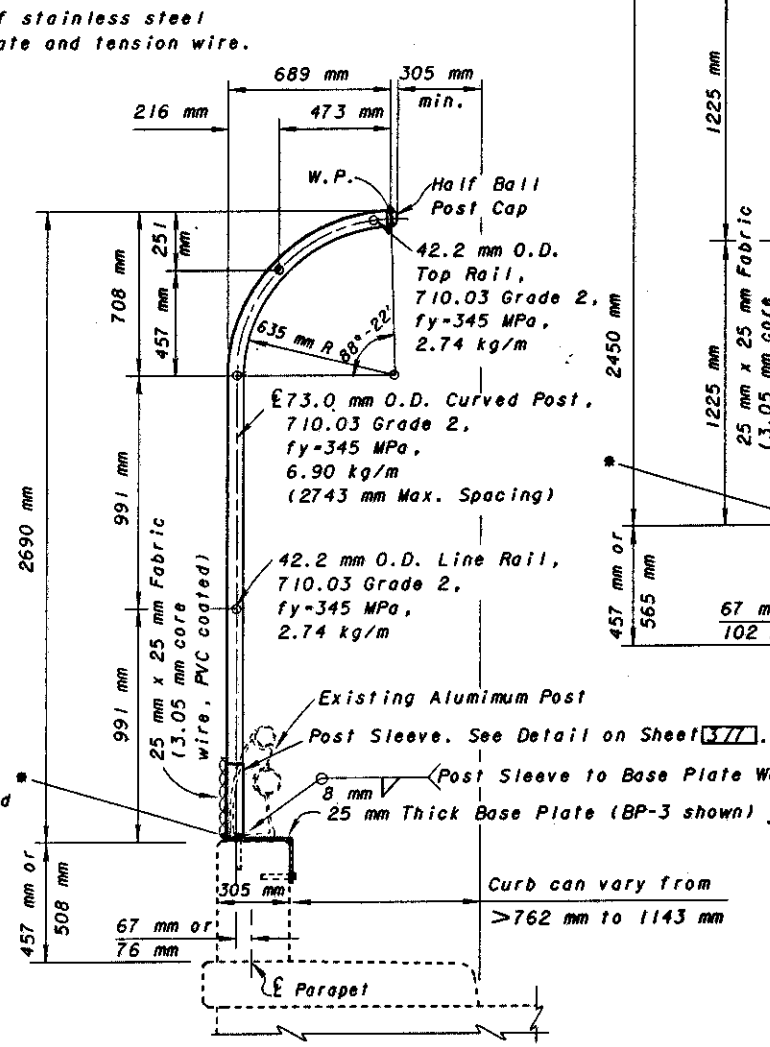 f stainless steel
ate and tension wire.
689 mm
305 mm
min.
216 mm
473 mm
W.P.
Half Ball
Post Cap
251
mm
708 mm
457 mm
42.2 mm O.D.
Top Rail,
710.03 Grade 2,
fy=345 MPa,
2.74 kg/m
635 mm R
88°-22'
℄ 73.0 mm O.D. Curved Post,
710.03 Grade 2,
fy=345 MPa,
6.90 kg/m
(2743 mm Max. Spacing)
2690 mm
991 mm
991 mm
25 mm x 25 mm Fabric
(3.05 mm core
wire, PVC coated)
42.2 mm O.D. Line Rail,
710.03 Grade 2,
fy=345 MPa,
2.74 kg/m
Existing Alumimum Post
Post Sleeve. See Detail on Sheet 377.
Post Sleeve to Base Plate W
8 mm
25 mm Thick Base Plate (BP-3 shown)
*
d
457 mm or
508 mm
305 mm
Curb can vary from
>762 mm to 1143 mm
67 mm or
76 mm
℄ Parapet
1225 mm
2450 mm
1225 mm
25 mm x 25 mm Fabric
(3.05 mm core
*
457 mm or
565 mm
67 m
102